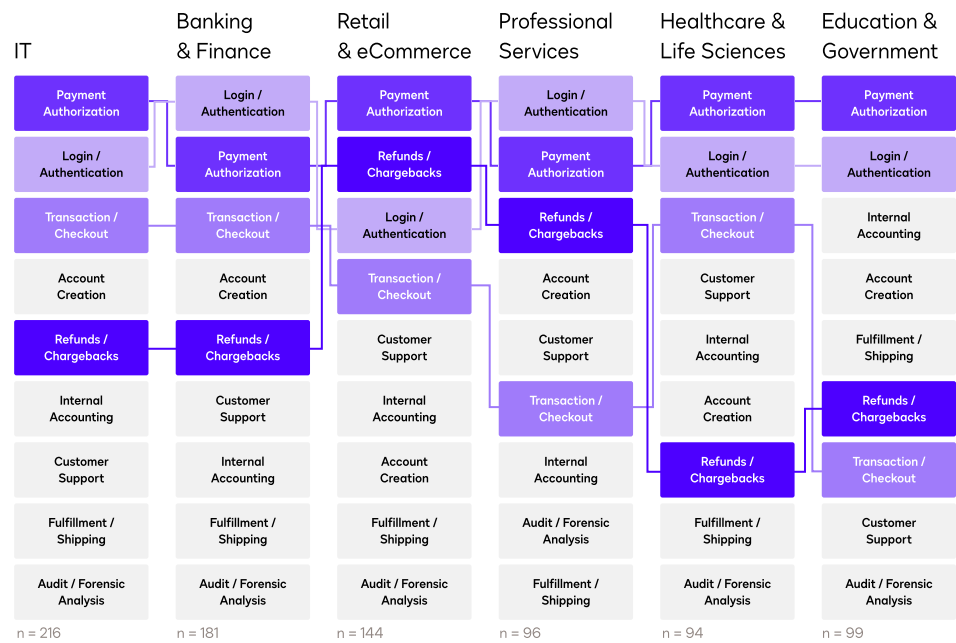 IT
Payment
Authorization
Login /
Authentication
Transaction /
Checkout
Account
Creation
Refunds /
Chargebacks
Internal
Accounting
Customer
Support
Fulfillment /
Shipping
Audit / Forensic
Analysis
n = 216
Banking
& Finance
Login /
Authentication
Payment
Authorization
Transaction /
Checkout
Account
Creation
Refunds /
Chargebacks
Customer
Support
Internal
Accounting
Fulfillment /
Shipping
Audit / Forensic
Analysis
n = 181
Retail
& eCommerce
Payment
Authorization
Refunds /
Chargebacks
Login /
Authentication
Transaction /
Checkout
Customer
Support
Internal
Accounting
Account
Creation
Fulfillment /
Shipping
Audit / Forensic
Analysis
n = 144
Professional
Services
Login /
Authentication
Payment
Authorization
Refunds /
Chargebacks
Account
Creation
Customer
Support
Transaction /
Checkout
Internal
Accounting
Audit / Forensic
Analysis
Fulfillment /
Shipping
n = 96
Healthcare &
Life Sciences
Payment
Authorization
Login /
Authentication
Transaction /
Checkout
Customer
Support
Internal
Accounting
Account
Creation
Refunds /
Chargebacks
Fulfillment /
Shipping
Audit / Forensic
Analysis
n = 94
Education &
Government
Payment
Authorization
Login /
Authentication
Internal
Accounting
Account
Creation
Fulfillment /
Shipping
Refunds /
Chargebacks
Transaction /
Checkout
Customer
Support
Audit / Forensic
Analysis
n = 99